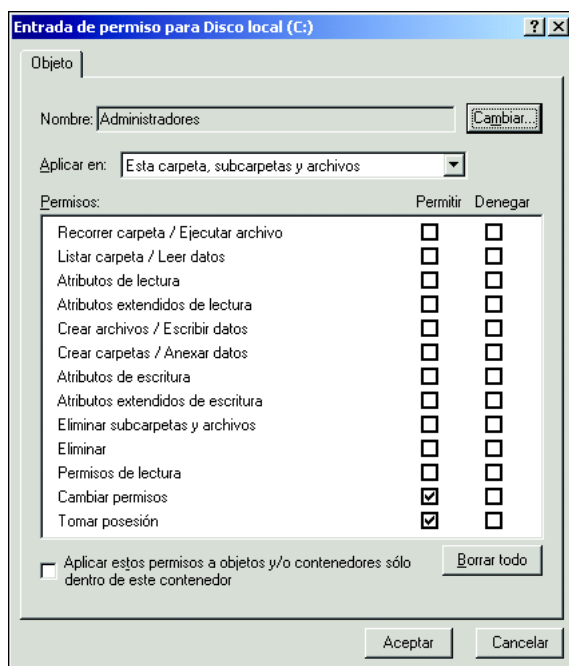 Entrada de permiso para Disco local (C:)
Objeto
Nombre: Administradores Cambiar...
Aplicar en: Esta carpeta, subcarpetas y archivos
Permisos: Permitir Denegar
Recorrer carpeta / Ejecutar archivo
Listar carpeta / Leer datos
Atributos de lectura
Atributos extendidos de lectura
Crear archivos / Escribir datos
Crear carpetas / Anexar datos
Atributos de escritura
Atributos extendidos de escritura
Eliminar subcarpetas y archivos
Eliminar
Permisos de lectura
Cambiar permisos
Tomar posesión
Aplicar estos permisos a objetos y/o contenedores sólo
dentro de este contenedor
Borrar todo
Aceptar Cancelar